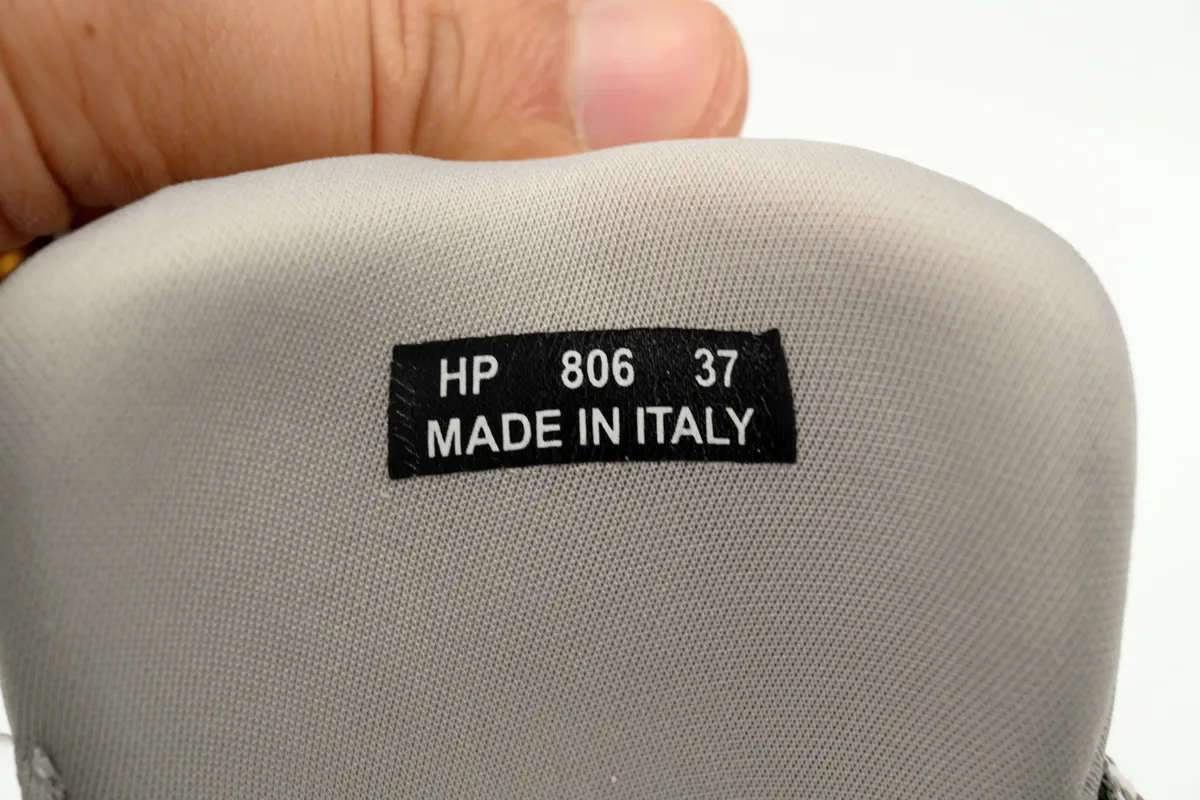 HP 806 37
MADE IN ITALY